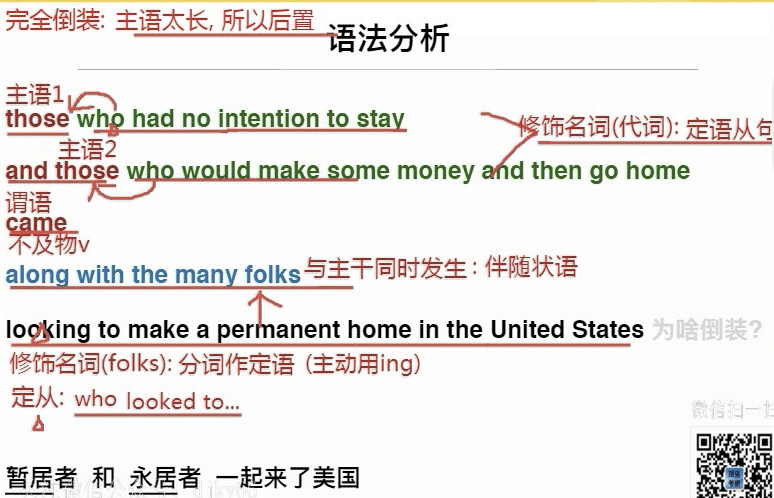 完全倒装: 主语太长, 所以后置
语法分析
主语1
those who had no intention to stay
修饰名词(代词): 定语从句
主语2
and those who would make some money and then go home
谓语
came
不及物v
along with the many folks 与主干同时发生: 伴随状语
looking to make a permanent home in the United States 为啥倒装?
修饰名词(folks): 分词作定语 (主动用ing)
定从: who looked to...
微信扫一扫
暂居者 和 永居者 一起来了美国